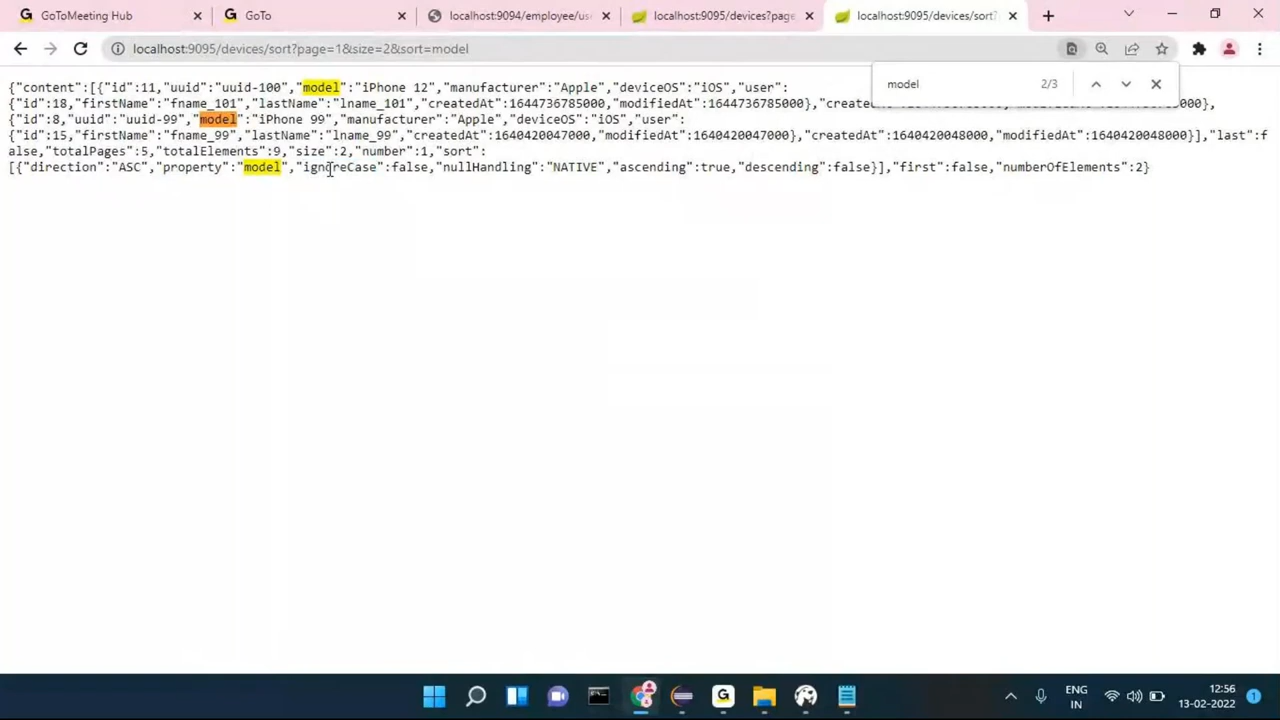 GoToMeeting Hub
GoTo
localhost:9094/employee/us
localhost:9095/devices?page
localhost:9095/devices/sort?
localhost:9095/devices/sort?page=1&size=2&sort=model
model
2/3
{"content":[{"id":11,"uuid":"uuid-100","model":"iPhone 12","manufacturer":"Apple","deviceOS":"iOS","user":
{"id":18,"firstName":"fname_101","lastName":"lname_101","createdAt":1644736785000,"modifiedAt":1644736785000},"create
000},
{"id":8,"uuid":"uuid-99","model":"iPhone 99","manufacturer":"Apple","deviceOS":"iOS","user":
{"id":15,"firstName":"fname_99","lastName":"lname_99","createdAt":1640420047000,"modifiedAt":1640420047000},"createdAt":1640420048000,"modifiedAt":1640420048000}],"last":f
alse,"totalPages":5,"totalElements":9,"size":2,"number":1,"sort":
[{"direction":"ASC","property":"model","ignoreCase":false,"nullHandling":"NATIVE","ascending":true,"descending":false}],"first":false,"numberOfElements":2}
ENG
IN
12:56
13-02-2022
1